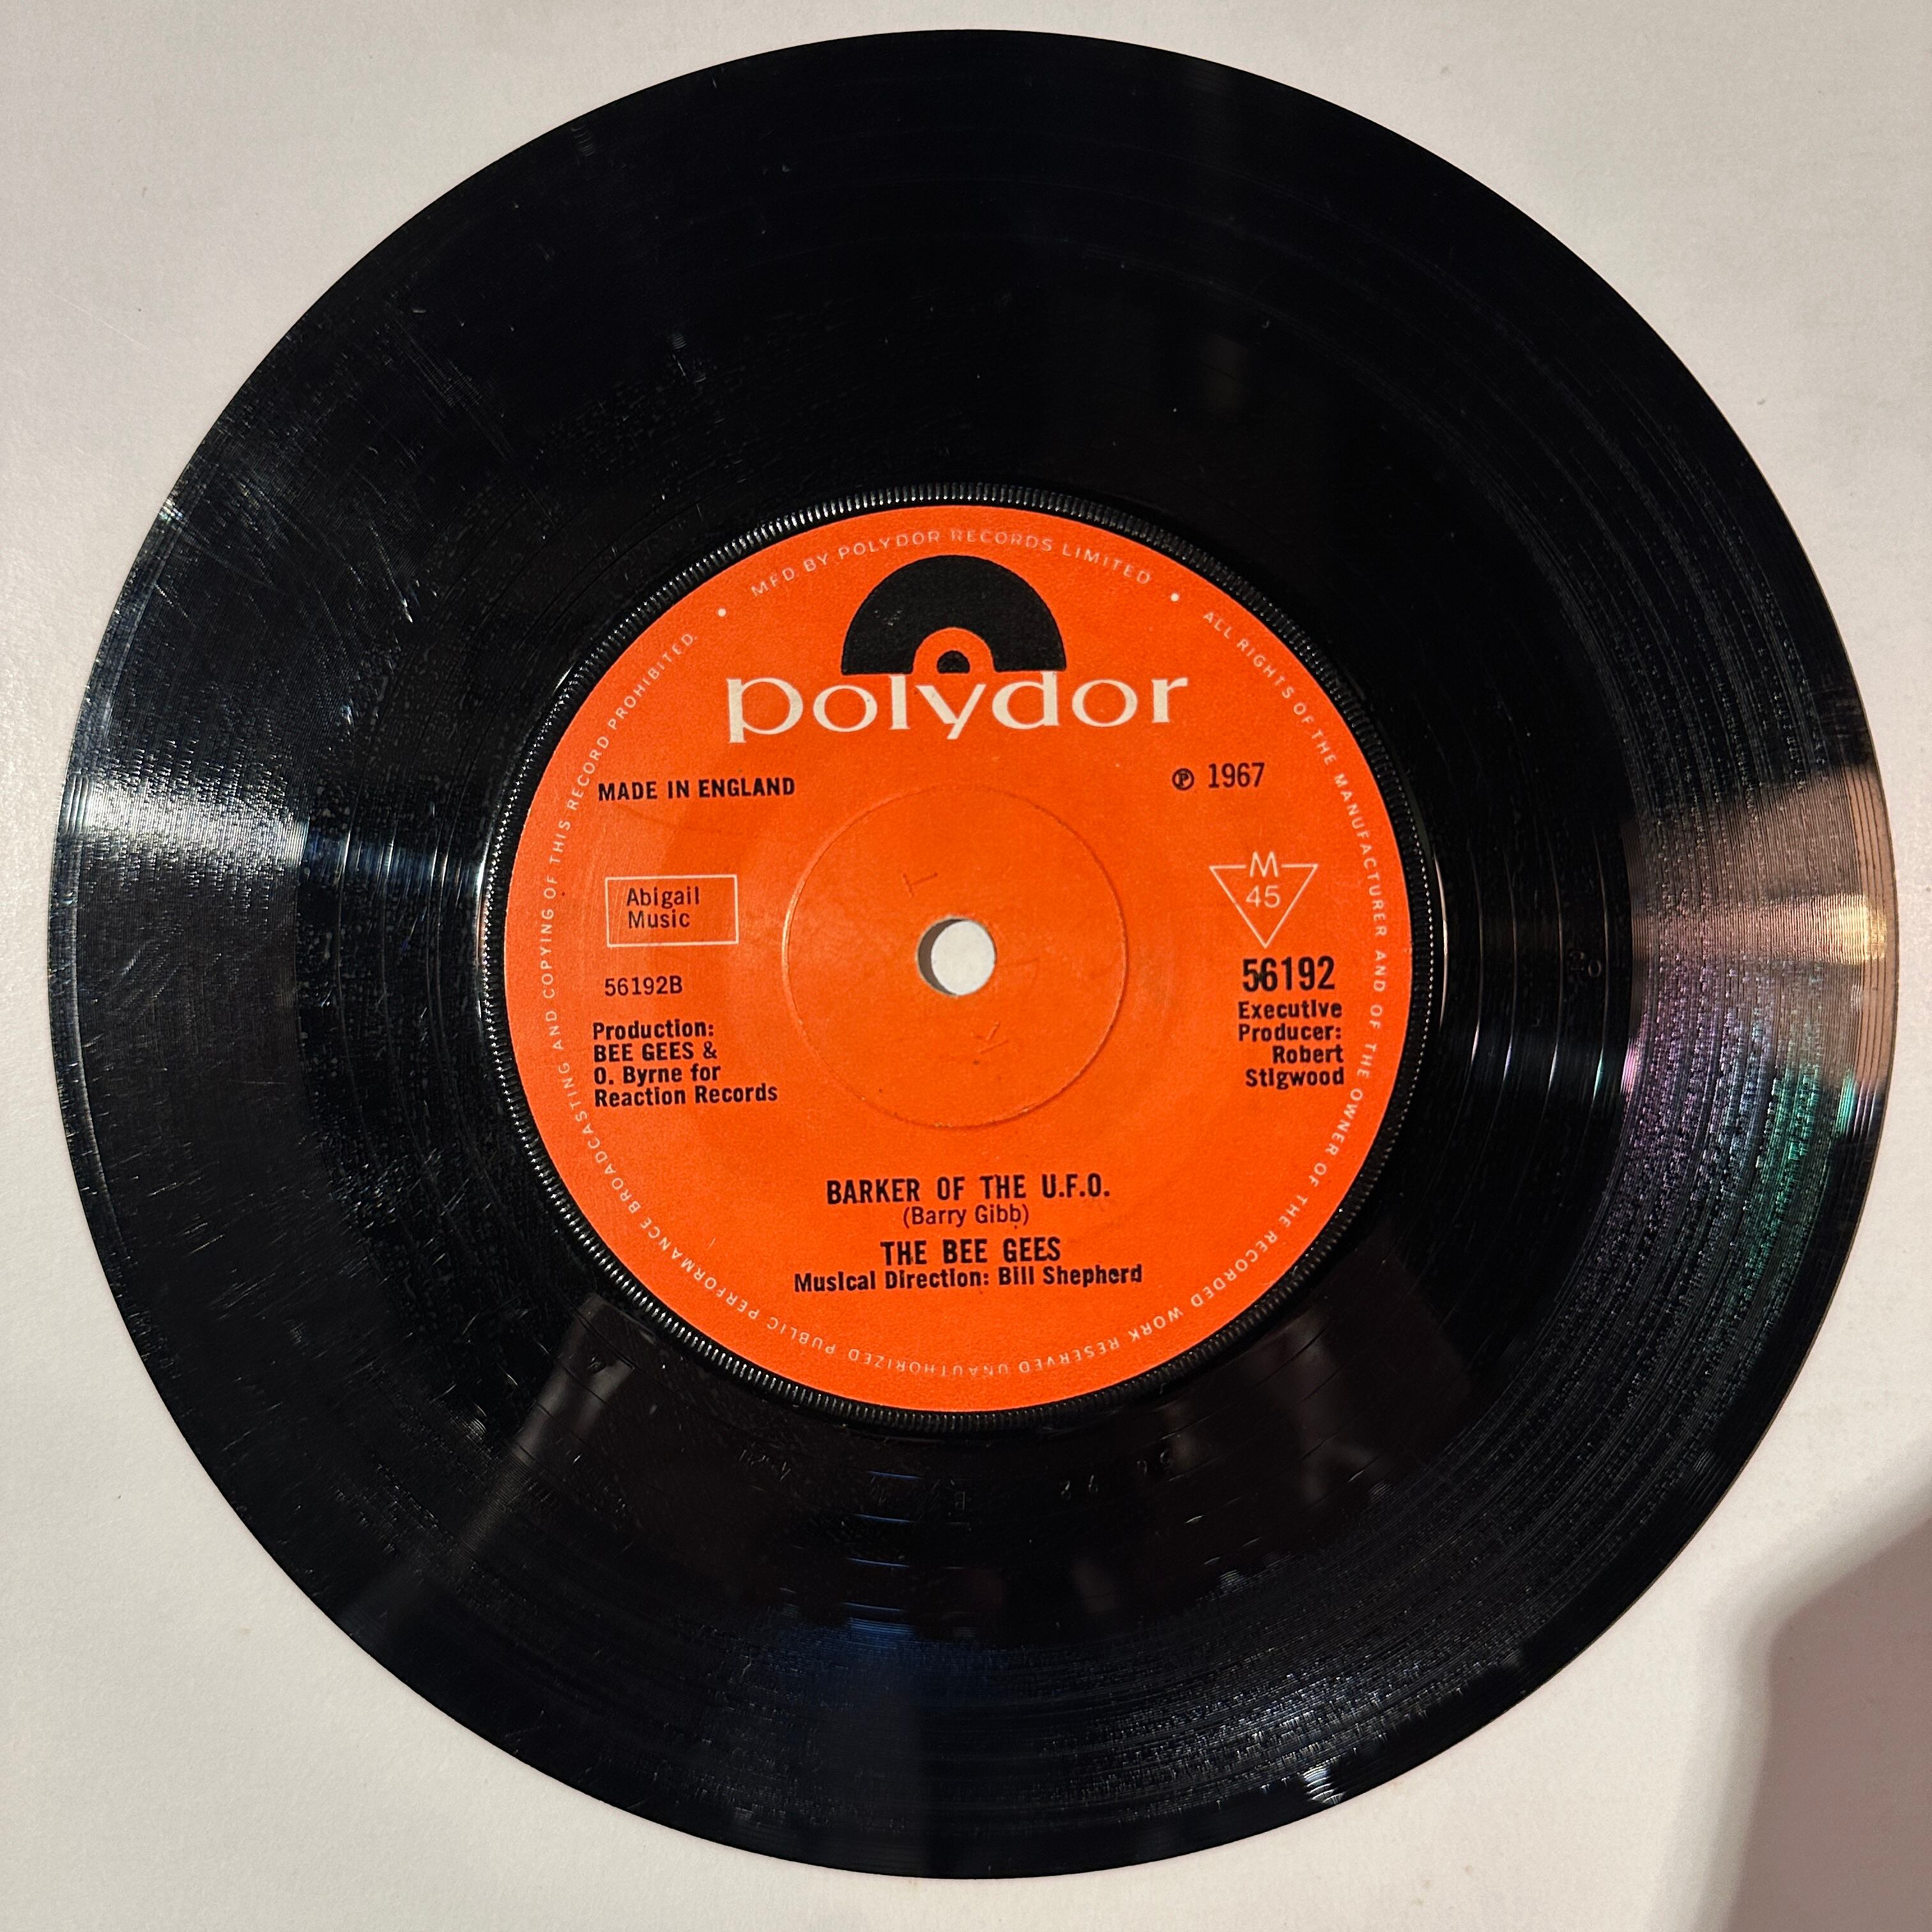 MFD. BY POLYDOR RECORDS LIMITED • ALL RIGHTS OF THE MANUFACTURER AND OF THE OWNER OF THE RECORDED WORK RESERVED UNAUTHORIZED PUBLIC PERFORMANCE BROADCASTING AND COPYING OF THIS RECORD PROHIBITED. •
polydor
MADE IN ENGLAND
℗ 1967
Abigail
Music
M
45
56192B
56192
Production:
BEE GEES &
O. Byrne for
Reaction Records
Executive
Producer:
Robert
Stigwood
BARKER OF THE U.F.O.
(Barry Gibb)
THE BEE GEES
Musical Direction: Bill Shepherd